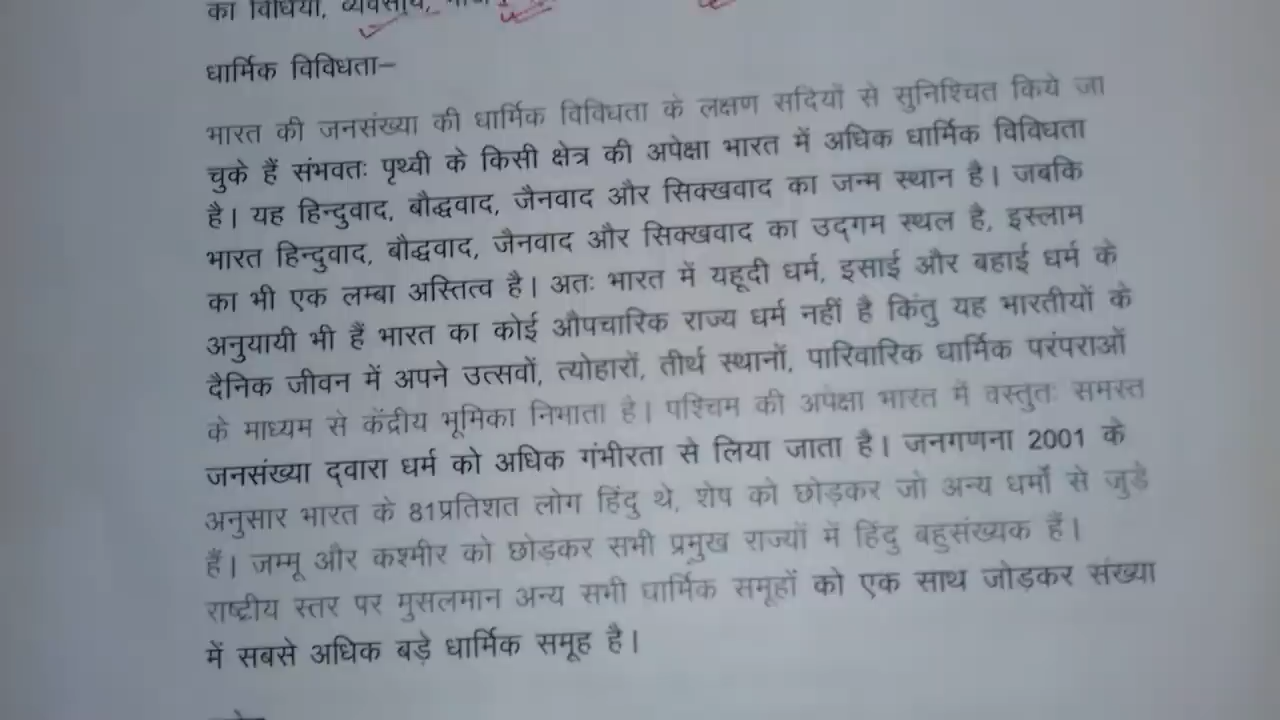 का विधियों, व्यवसाय,
धार्मिक विविधता–
भारत की जनसंख्या की धार्मिक विविधता के लक्षण सदियों से सुनिश्चित किये जा
चुके हैं संभवतः पृथ्वी के किसी क्षेत्र की अपेक्षा भारत में अधिक धार्मिक विविधता
है। यह हिन्दुवाद, बौद्धवाद, जैनवाद और सिक्खवाद का जन्म स्थान है। जबकि
भारत हिन्दुवाद, बौद्धवाद, जैनवाद और सिक्खवाद का उद्गम स्थल है, इस्लाम
का भी एक लम्बा अस्तित्व है। अतः भारत में यहूदी धर्म, इसाई और बहाई धर्म के
अनुयायी भी हैं भारत का कोई औपचारिक राज्य धर्म नहीं है किंतु यह भारतीयों के
दैनिक जीवन में अपने उत्सवों, त्योहारों, तीर्थ स्थानों, पारिवारिक धार्मिक परंपराओं
के माध्यम से केंद्रीय भूमिका निभाता है। पश्चिम की अपेक्षा भारत में वस्तुतः समस्त
जनसंख्या द्वारा धर्म को अधिक गंभीरता से लिया जाता है। जनगणना 2001 के
अनुसार भारत के 81प्रतिशत लोग हिंदु थे, शेष को छोड़कर जो अन्य धर्मों से जुड़े
हैं। जम्मू और कश्मीर को छोड़कर सभी प्रमुख राज्यों में हिंदु बहुसंख्यक हैं।
राष्ट्रीय स्तर पर मुसलमान अन्य सभी धार्मिक समूहों को एक साथ जोड़कर संख्या
में सबसे अधिक बड़े धार्मिक समूह है।